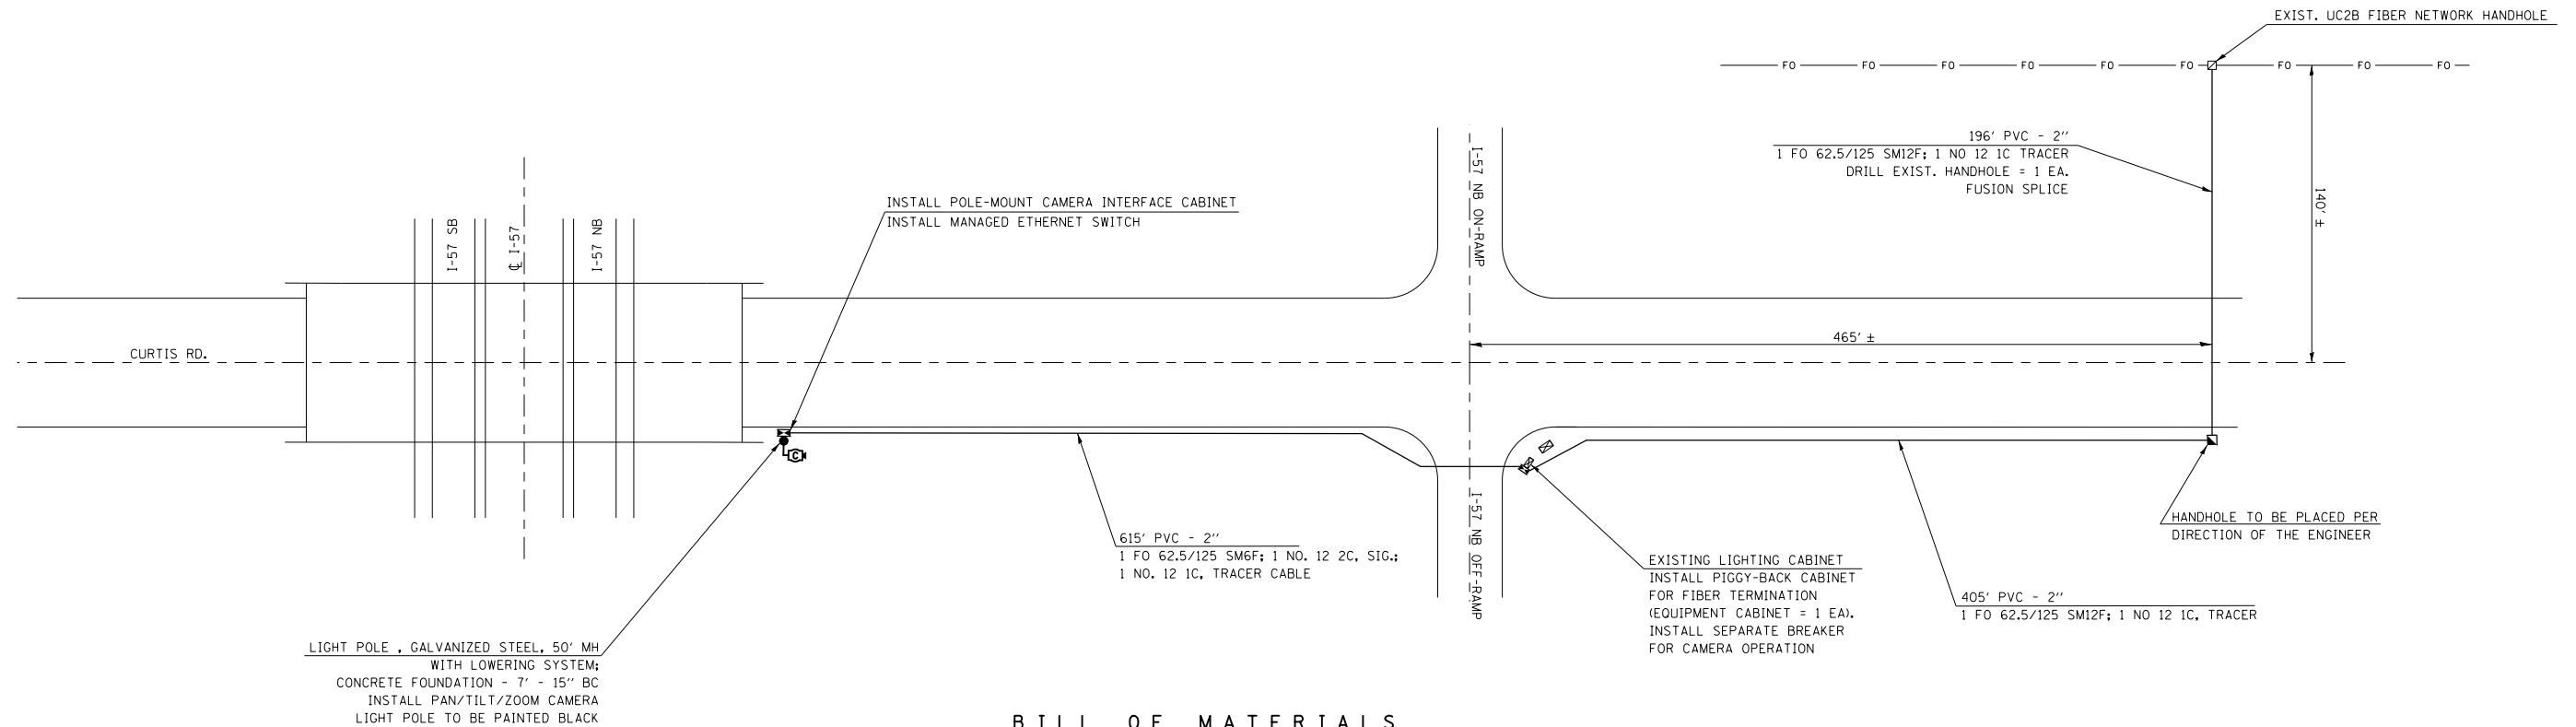 EXIST. UC2B FIBER NETWORK HANDHOLE
FO FO FO FO FO FO FO FO FO
196' PVC - 2''
1 FO 62.5/125 SM12F; 1 NO 12 1C TRACER
DRILL EXIST. HANDHOLE = 1 EA.
FUSION SPLICE
140' ±
I-57 NB ON-RAMP
INSTALL POLE-MOUNT CAMERA INTERFACE CABINET
INSTALL MANAGED ETHERNET SWITCH
I-57 SB
℄ I-57
I-57 NB
465' ±
CURTIS RD.
C
I-57 NB OFF-RAMP
HANDHOLE TO BE PLACED PER
DIRECTION OF THE ENGINEER
615' PVC - 2''
1 FO 62.5/125 SM6F; 1 NO. 12 2C, SIG.;
1 NO. 12 1C, TRACER CABLE
EXISTING LIGHTING CABINET
INSTALL PIGGY-BACK CABINET
FOR FIBER TERMINATION
(EQUIPMENT CABINET = 1 EA).
INSTALL SEPARATE BREAKER
FOR CAMERA OPERATION
405' PVC - 2''
1 FO 62.5/125 SM12F; 1 NO 12 1C, TRACER
LIGHT POLE , GALVANIZED STEEL, 50' MH
WITH LOWERING SYSTEM;
CONCRETE FOUNDATION - 7' - 15'' BC
INSTALL PAN/TILT/ZOOM CAMERA
LIGHT POLE TO BE PAINTED BLACK
BILL OF MATERIALS